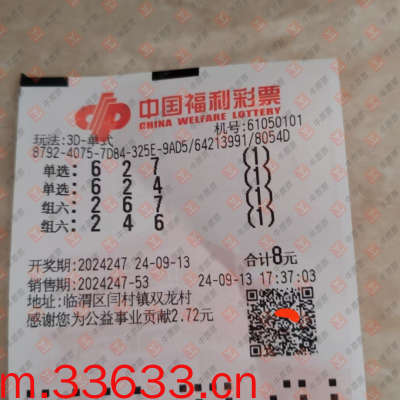 中国福利彩票
CHINA WELFARE LOTTERY
玩法:3D-单式 机号:61050101
8792-4075-7D84-325E-9AD5/64213991/8054D
单选: 6 2 7 (1)
单选: 6 2 4 (1)
组六: 2 6 7 (1)
组六: 2 4 6 (1)
开奖期:2024247 24-09-13 合计8元
销售期:2024247-53 24-09-13 17:37:03
地址:临渭区闫村镇双龙村
感谢您为公益事业贡献2.72元
m.33633.cn